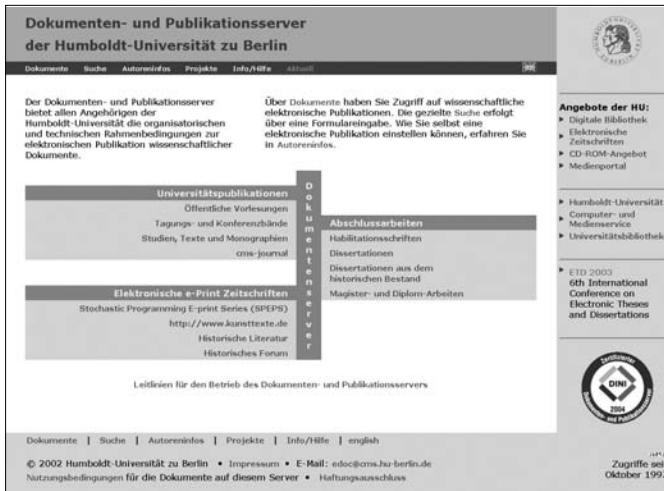 Dokumenten- und Publikationsserver
der Humboldt-Universität zu Berlin
Dokumente Suche Autoreninfos Projekte Info/Hilfe Aktuell
Der Dokumenten- und Publikationsserver
bietet allen Angehörigen der
Humboldt-Universität die organisatorischen
und technischen Rahmenbedingungen zur
elektronischen Publikation wissenschaftlicher
Dokumente.
Über Dokumente haben Sie Zugriff auf wissenschaftliche
elektronische Publikationen. Die gezielte Suche erfolgt
über eine Formulareingabe. Wie Sie selbst eine
elektronische Publikation einstellen können, erfahren Sie
in Autoreninfos.
Universitätspublikationen
Öffentliche Vorlesungen
Tagungs- und Konferenzbände
Studien, Texte und Monographien
cms-journal
Elektronische e-Print Zeitschriften
Stochastic Programming E-print Series (SPEPS)
http://www.kunsttexte.de
Historische Literatur
Historisches Forum
Dokumentenserver
Abschlussarbeiten
Habilitationsschriften
Dissertationen
Dissertationen aus dem
historischen Bestand
Magister- und Diplom-Arbeiten
Leitlinien für den Betrieb des Dokumenten- und Publikationsservers
Angebote der HU:
Digitale Bibliothek
Elektronische
Zeitschriften
CD-ROM-Angebot
Medienportal
Humboldt-Universität
Computer- und
Medienservice
Universitätsbibliothek
ETD 2003
6th International
Conference on
Electronic Theses
and Dissertations
Zertifizierter
DINI
2004
Dokumenten- und Publikationsserver
Dokumente | Suche | Autoreninfos | Projekte | Info/Hilfe | english
© 2002 Humboldt-Universität zu Berlin • Impressum • E-Mail: edoc@cms.hu-berlin.de
Nutzungsbedingungen für die Dokumente auf diesem Server • Haftungsausschluss
Zugriffe sei
Oktober 1997